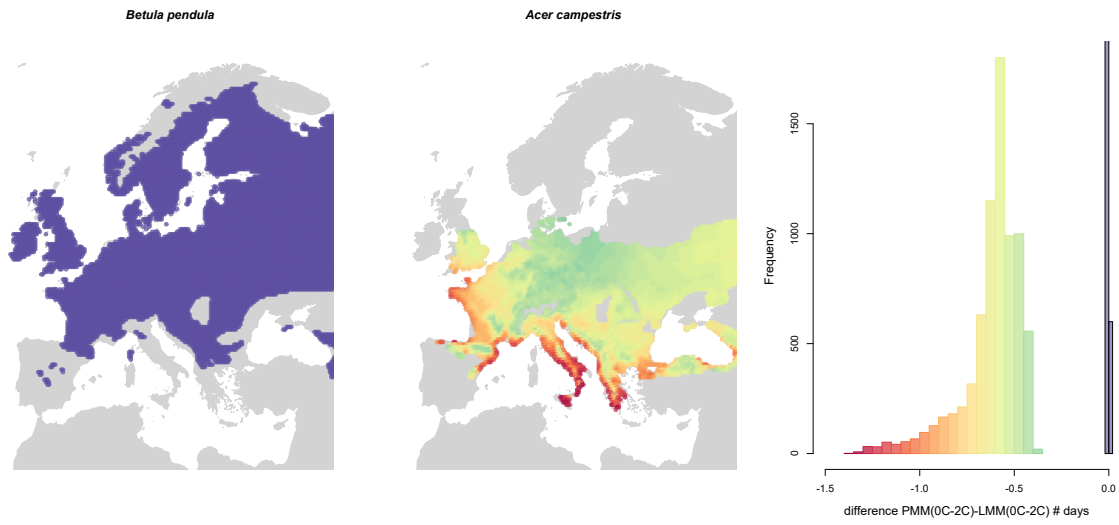 Betula pendula
Acer campestris
Frequency
1500
1000
500
0
-1.5
-1.0
-0.5
0.0
difference PMM(0C-2C)-LMM(0C-2C) # days